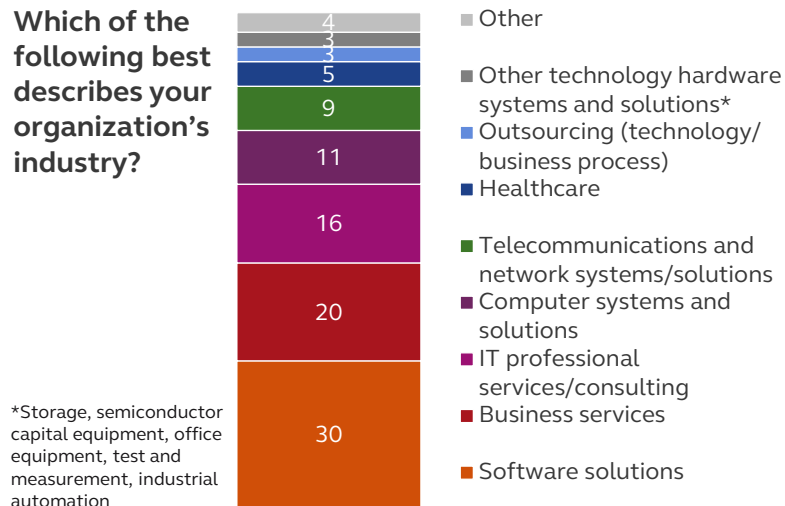 Which of the
following best
describes your
organization's
industry?
*Storage, semiconductor
capital equipment, office
equipment, test and
measurement, industrial
automation
4
3
3
5
9
11
16
20
30
Other
Other technology hardware
systems and solutions*
Outsourcing (technology/
business process)
Healthcare
Telecommunications and
network systems/solutions
Computer systems and
solutions
IT professional
services/consulting
Business services
Software solutions